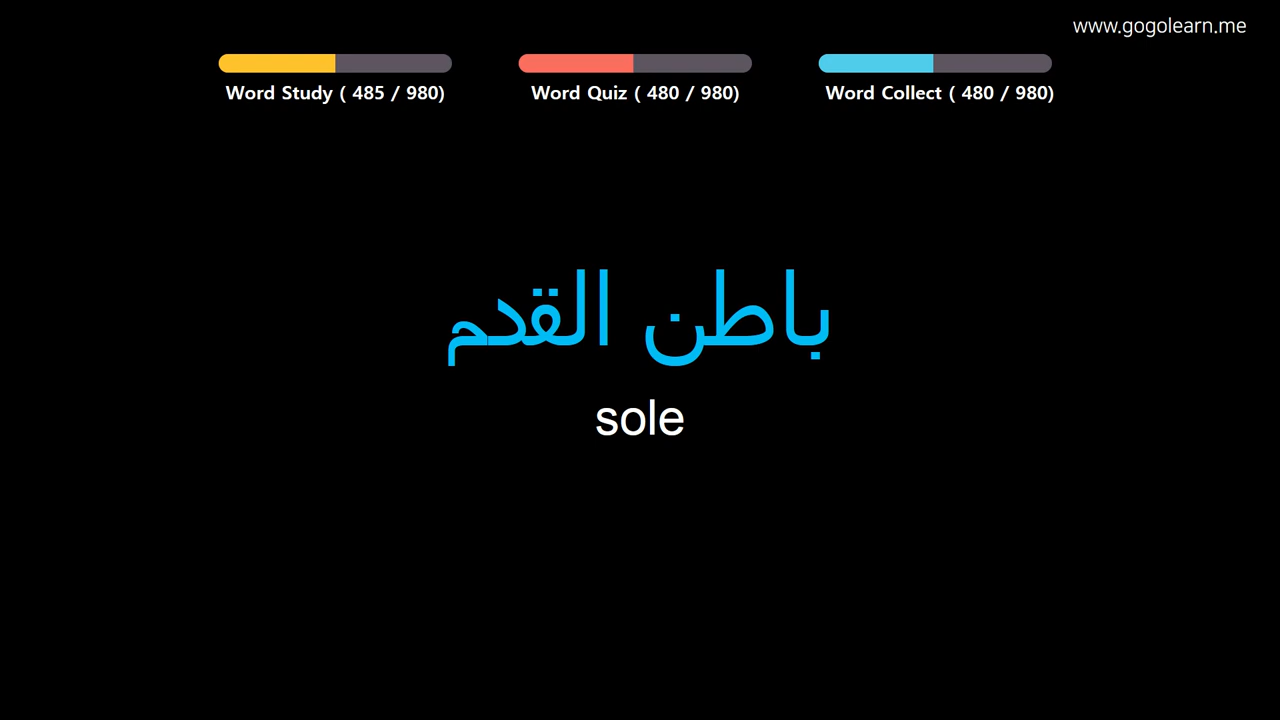 www.gogolearn.me
Word Study ( 485 / 980)
Word Quiz ( 480 / 980)
Word Collect ( 480 / 980)
باطن القدم
sole